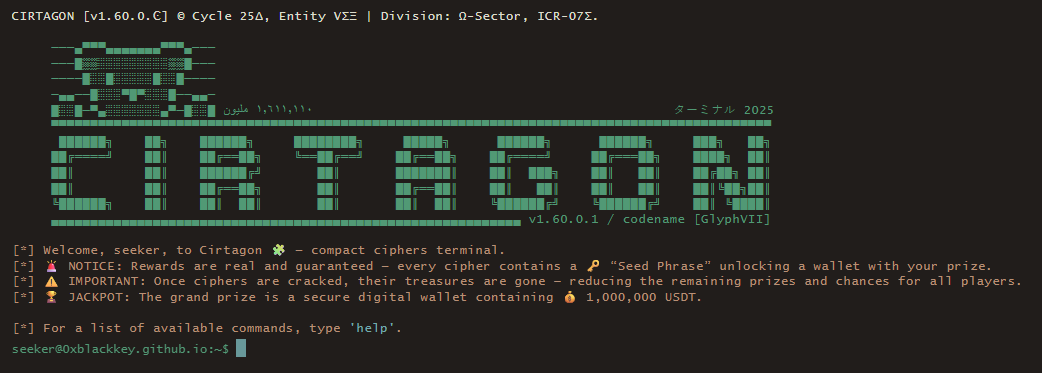 CIRTAGON [v1.60.0.Є] © Cycle 25Δ, Entity VΣΞ | Division: Ω-Sector, ICR-07Σ.
١,٦١١,١١٠ مليون ターミナル 2025
CIRTAGON
v1.60.0.1 / codename [GlyphVII]
[*] Welcome, seeker, to Cirtagon 🧩 — compact ciphers terminal.
[*] 🚨 NOTICE: Rewards are real and guaranteed — every cipher contains a 🔑 “Seed Phrase” unlocking a wallet with your prize.
[*] ⚠️ IMPORTANT: Once ciphers are cracked, their treasures are gone — reducing the remaining prizes and chances for all players.
[*] 🏆 JACKPOT: The grand prize is a secure digital wallet containing 💰 1,000,000 USDT.
[*] For a list of available commands, type 'help'.
seeker@0xblackkey.github.io:~$